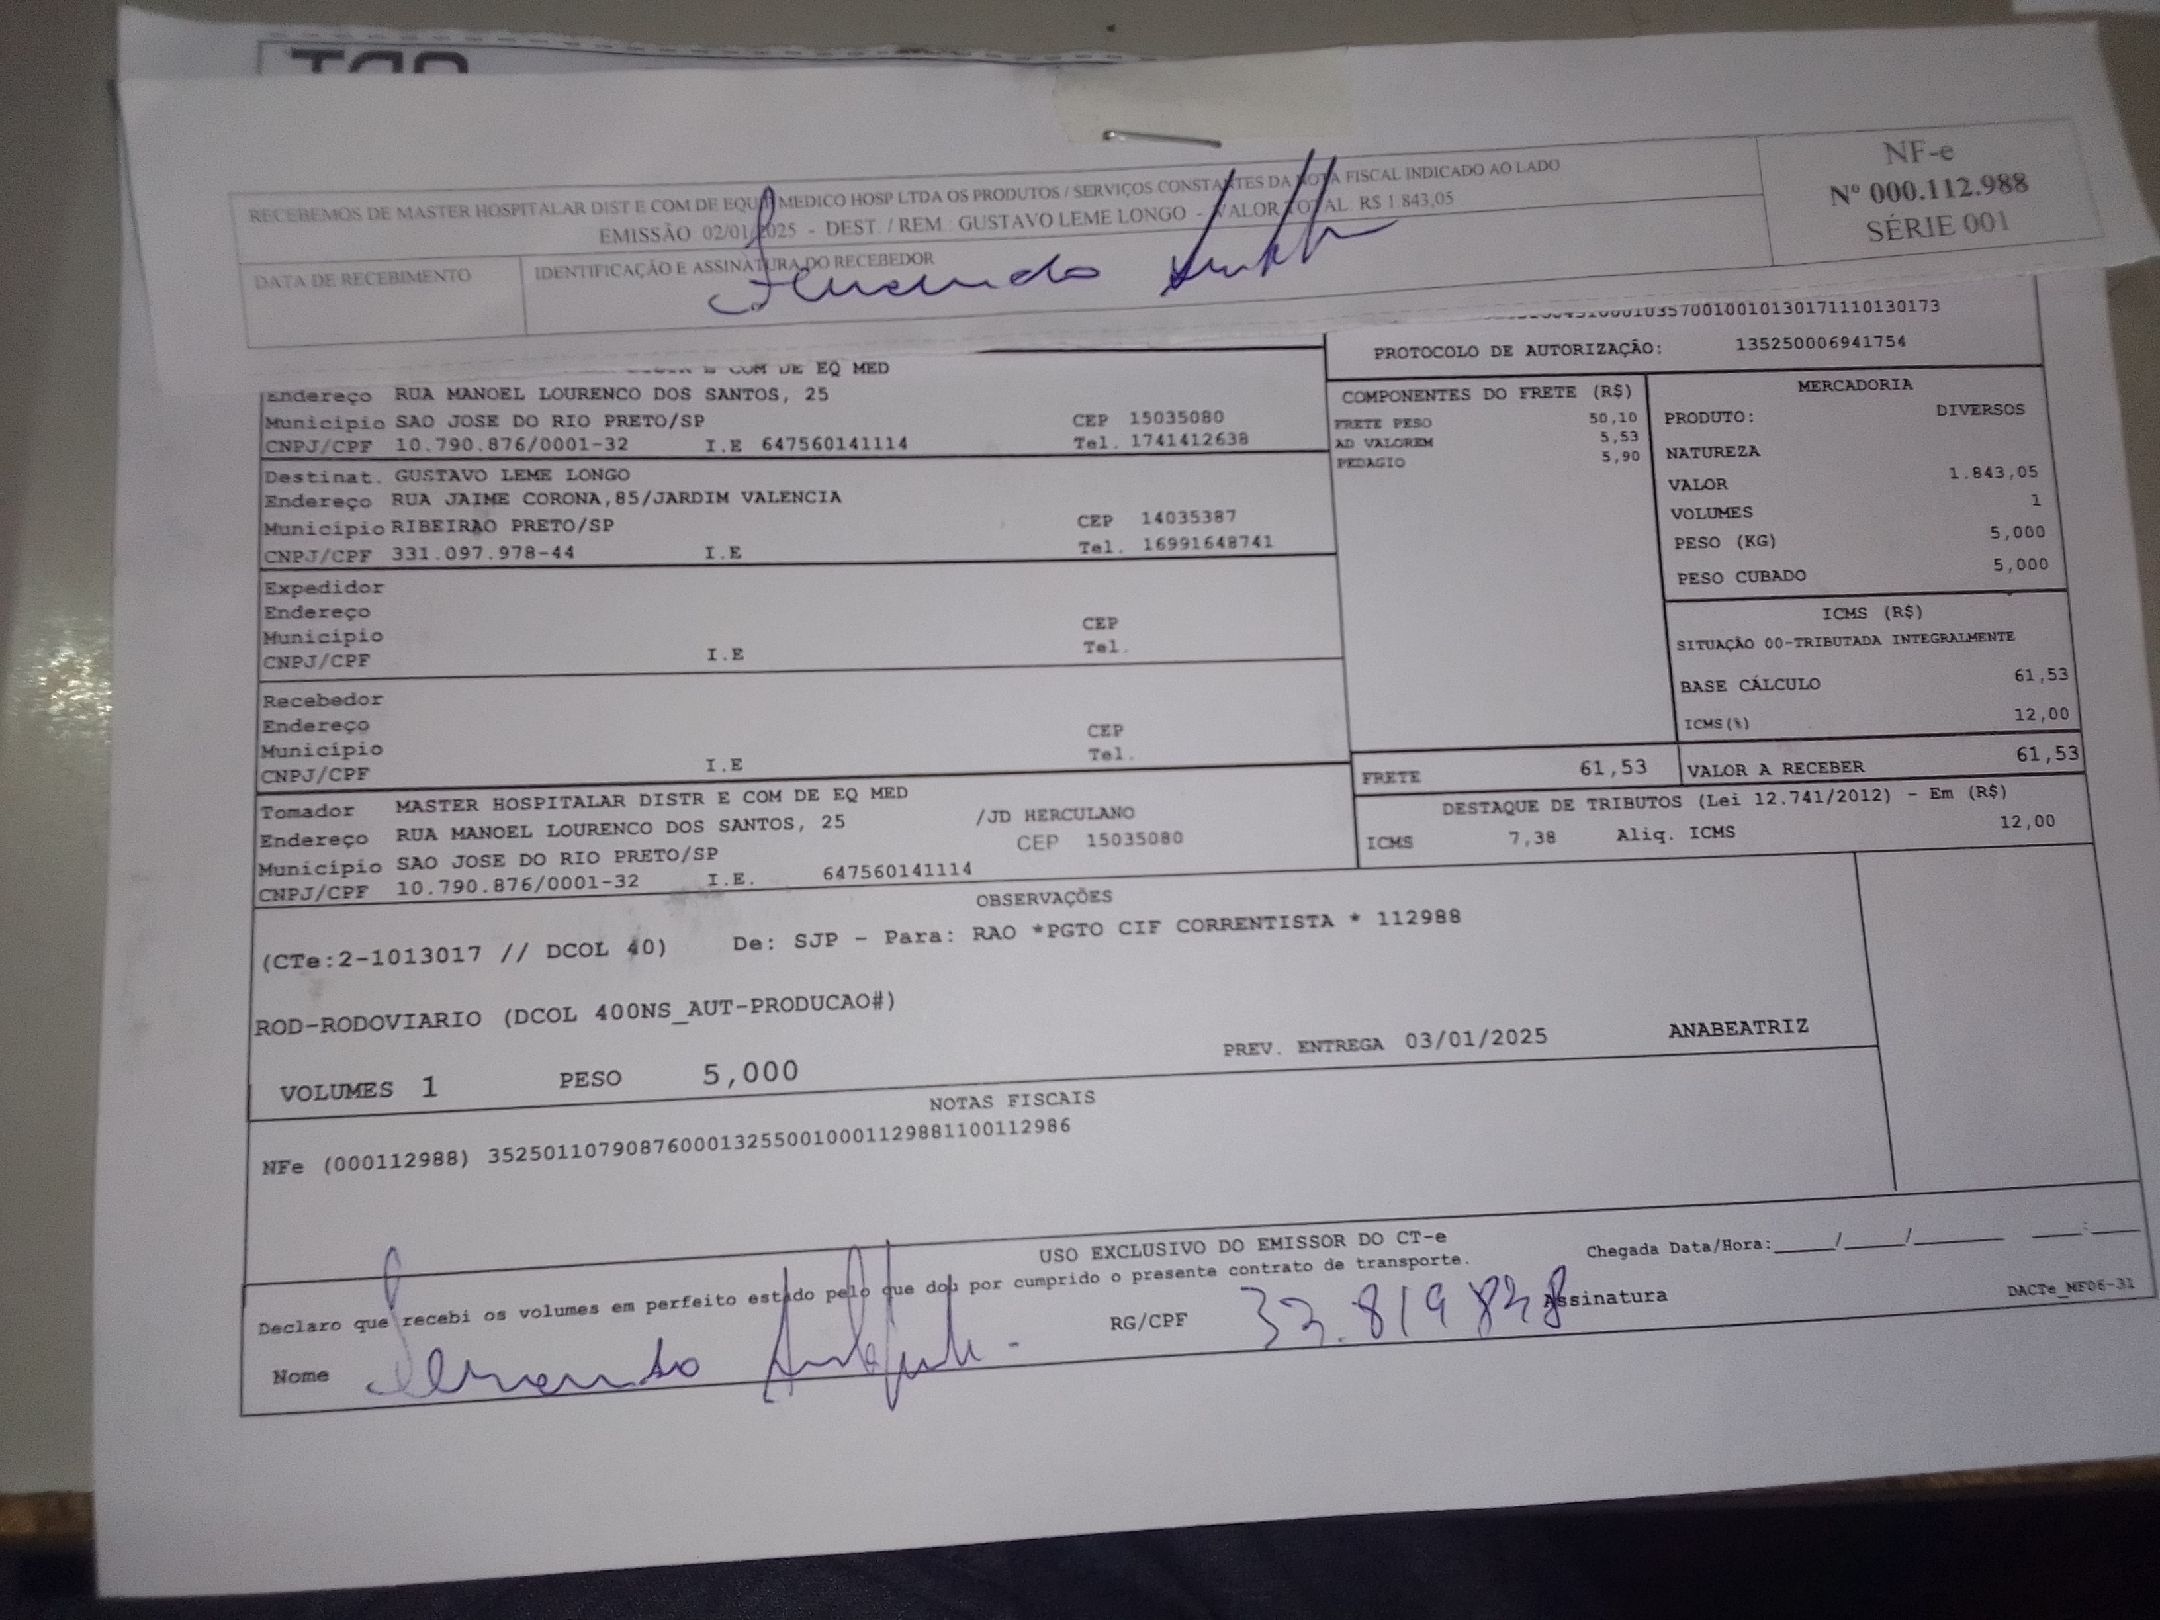 RECEBEMOS DE MASTER HOSPITALAR DIST E COM DE EQUIP MEDICO HOSP LTDA OS PRODUTOS / SERVIÇOS CONSTANTES DA NOTA FISCAL INDICADO AO LADO
EMISSÃO 02/01/2025 - DEST. / REM : GUSTAVO LEME LONGO - VALOR TOTAL R$ 1 843,05
DATA DE RECEBIMENTO
IDENTIFICAÇÃO E ASSINATURA DO RECEBEDOR
NF-e
Nº 000.112.988
SÉRIE 001
COM DE EQ MED
Endereço RUA MANOEL LOURENCO DOS SANTOS, 25
Municipio SAO JOSE DO RIO PRETO/SP CEP 15035080
CNPJ/CPF 10.790.876/0001-32 I.E 647560141114 Tel. 1741412638
Destinat. GUSTAVO LEME LONGO
Endereço RUA JAIME CORONA,85/JARDIM VALENCIA
Municipio RIBEIRAO PRETO/SP CEP 14035387
CNPJ/CPF 331.097.978-44 I.E Tel. 16991648741
Expedidor
Endereço
Município CEP
CNPJ/CPF I.E Tel.
Recebedor
Endereço
Município CEP
CNPJ/CPF I.E Tel.
Tomador MASTER HOSPITALAR DISTR E COM DE EQ MED
Endereço RUA MANOEL LOURENCO DOS SANTOS, 25 /JD HERCULANO
Municipio SAO JOSE DO RIO PRETO/SP CEP 15035080
CNPJ/CPF 10.790.876/0001-32 I.E. 647560141114
PROTOCOLO DE AUTORIZAÇÃO: 135250006941754
COMPONENTES DO FRETE (R$)
FRETE PESO 50,10
AD VALOREM 5,53
PEDAGIO 5,90
MERCADORIA
PRODUTO: DIVERSOS
NATUREZA
VALOR 1.843,05
VOLUMES 1
PESO (KG) 5,000
PESO CUBADO 5,000
ICMS (R$)
SITUAÇÃO 00-TRIBUTADA INTEGRALMENTE
BASE CÁLCULO 61,53
ICMS(%) 12,00
FRETE 61,53 VALOR A RECEBER 61,53
DESTAQUE DE TRIBUTOS (Lei 12.741/2012) - Em (R$)
ICMS 7,38 Aliq. ICMS 12,00
OBSERVAÇÕES
(CTe:2-1013017 // DCOL 40) De: SJP - Para: RAO *PGTO CIF CORRENTISTA * 112988
ROD-RODOVIARIO (DCOL 400NS_AUT-PRODUCAO#)
VOLUMES 1 PESO 5,000 PREV. ENTREGA 03/01/2025 ANABEATRIZ
NOTAS FISCAIS
NFe (000112988) 35250110790876000132550010001129881100112986
USO EXCLUSIVO DO EMISSOR DO CT-e
Declaro que recebi os volumes em perfeito estado pelo que dou por cumprido o presente contrato de transporte.
Chegada Data/Hora:____/____/______ ___:___
Nome
RG/CPF
Assinatura
DACTe_MF06-31